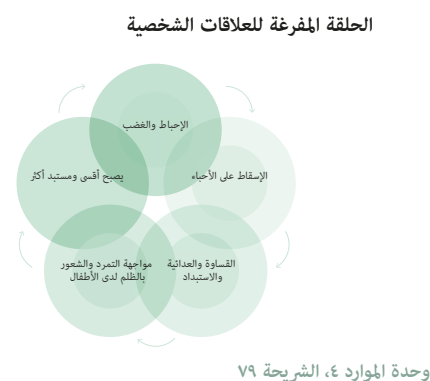 الحلقة المفرغة للعلاقات الشخصية
الإحباط والغضب
الإسقاط على الأحباء
القساوة والعدائية
والاستبداد
مواجهة التمرد والشعور
بالظلم لدى الأطفال
يصبح أقسى ومستبد أكثر
وحدة الموارد ٤، الشريحة ٧٩